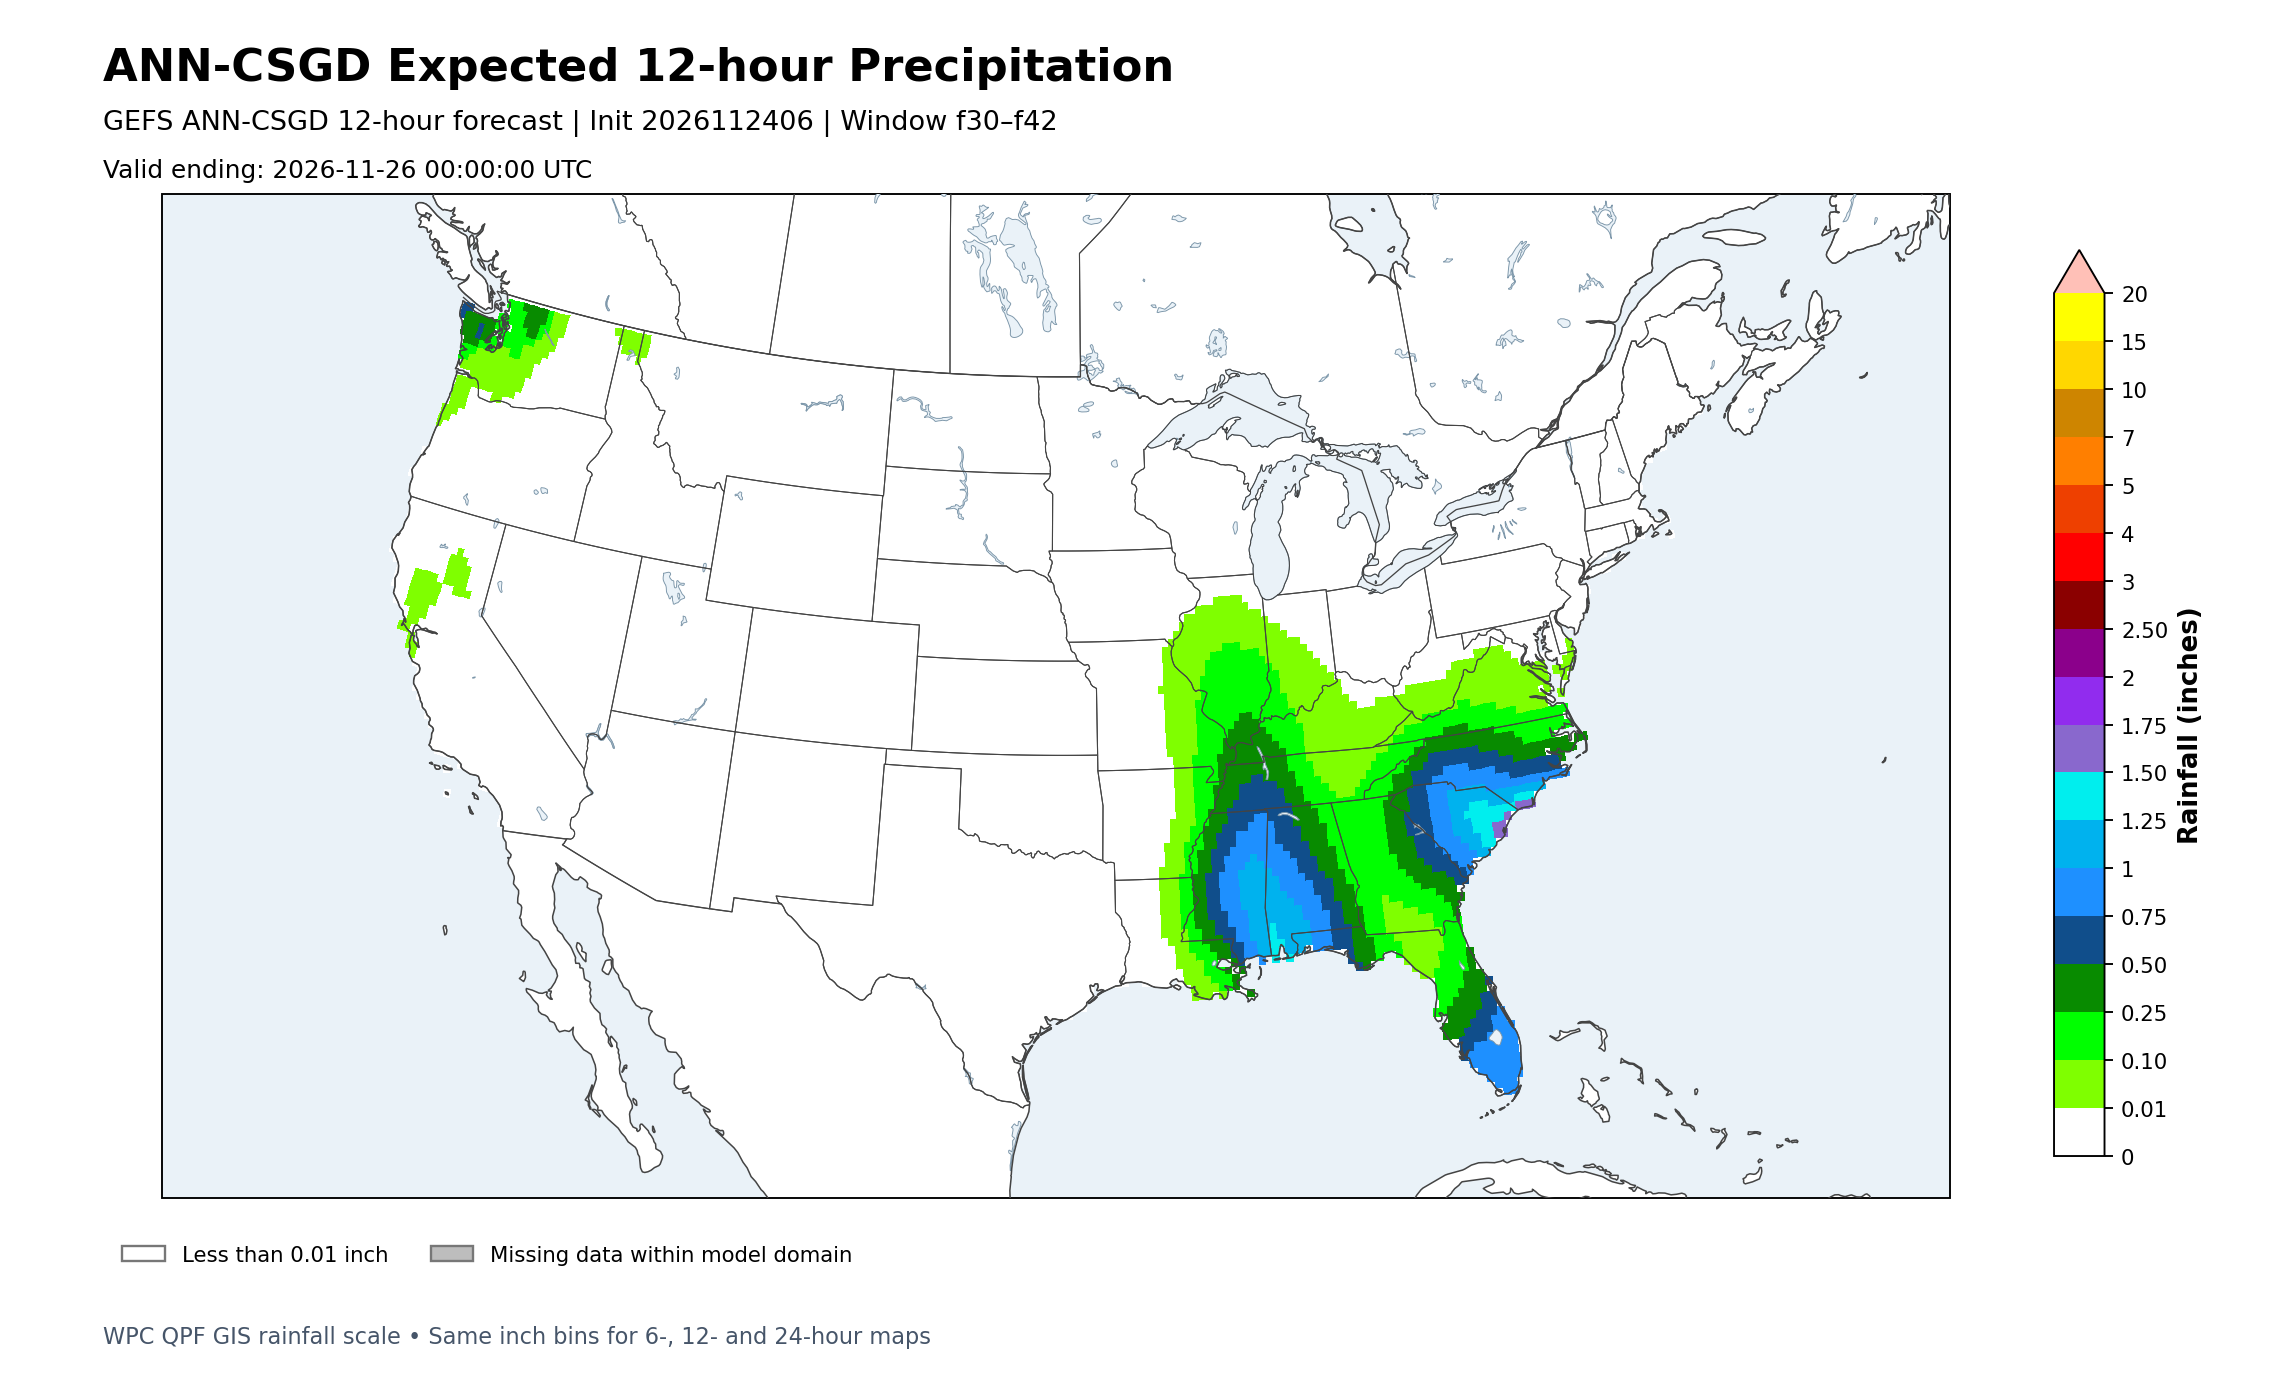 ANN-CSGD Expected 12-hour Precipitation
GEFS ANN-CSGD 12-hour forecast | Init 2026112406 | Window f30–f42
Valid ending: 2026-11-26 00:00:00 UTC
20
15
10
7
5
4
3
2.50
2
1.75
1.50
1.25
1
0.75
0.50
0.25
0.10
0.01
0
Rainfall (inches)
Less than 0.01 inch
Missing data within model domain
WPC QPF GIS rainfall scale • Same inch bins for 6-, 12- and 24-hour maps